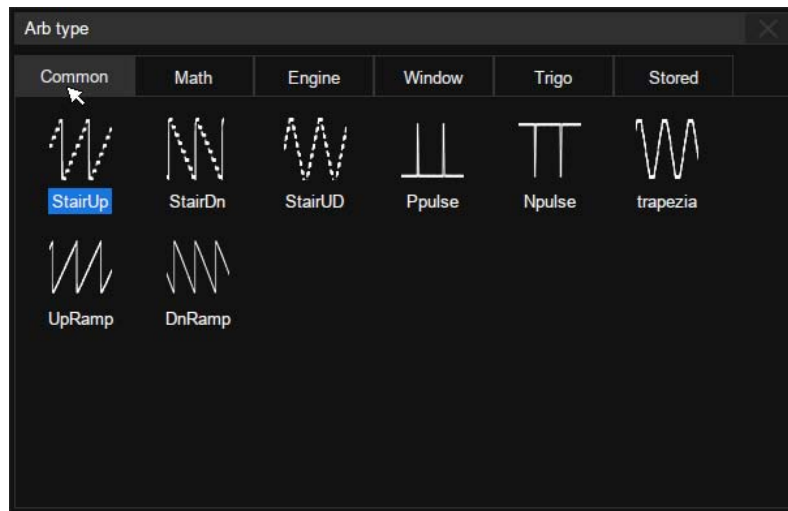 Arb type
Common Math Engine Window Trigo Stored
StairUp StairDn StairUD Ppulse Npulse trapezia
UpRamp DnRamp